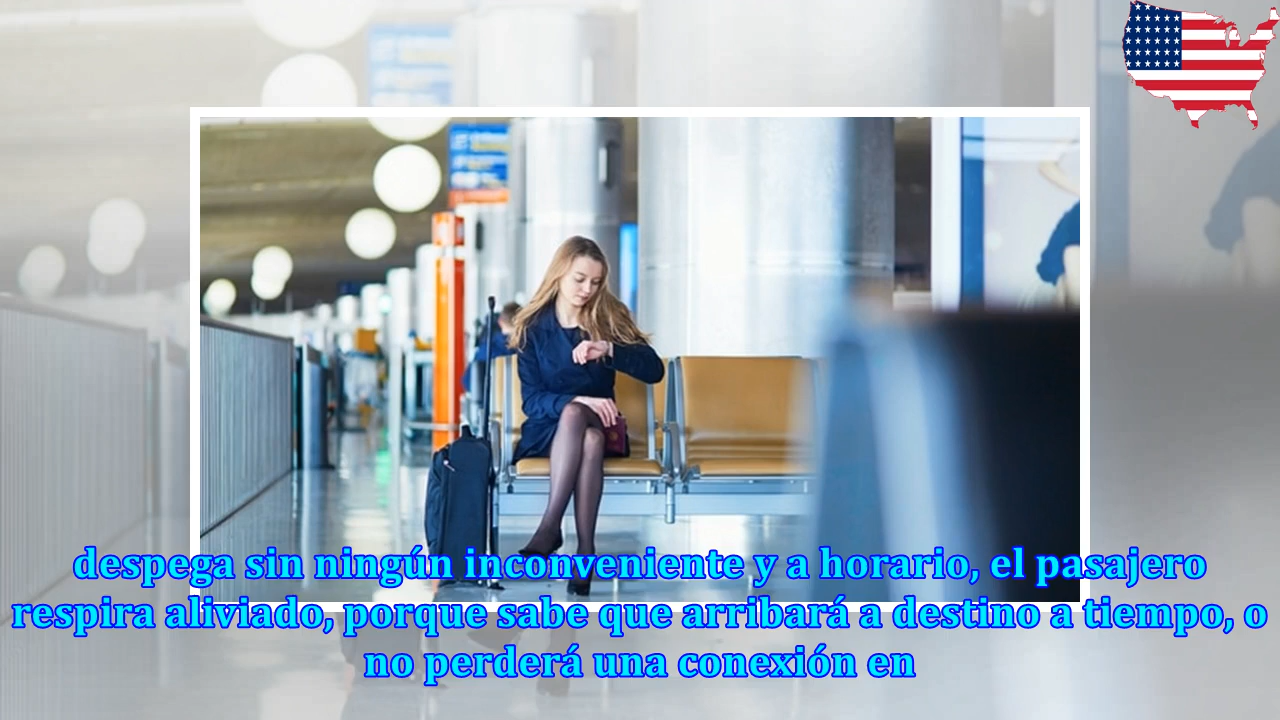 despega sin ningún inconveniente y a horario, el pasajero
respira aliviado, porque sabe que arribará a destino a tiempo, o
no perderá una conexión en